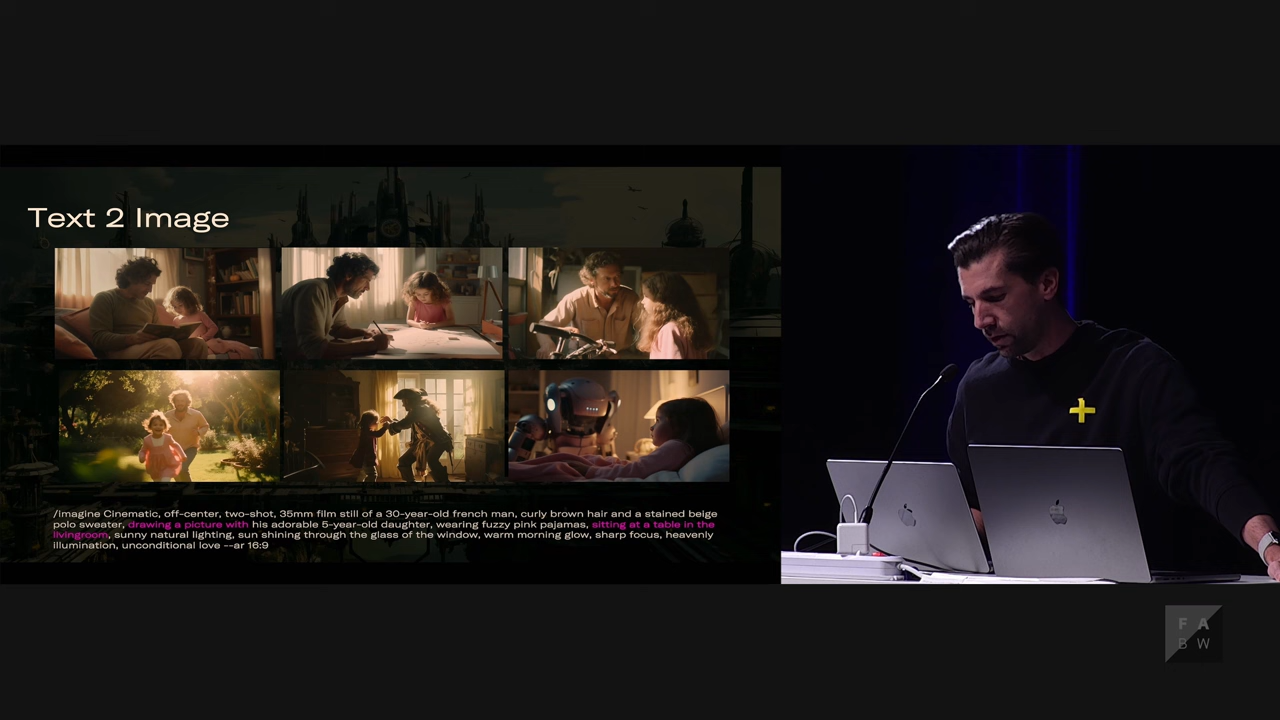 Text 2 Image
/imagine Cinematic, off-center, two-shot, 35mm film still of a 30-year-old french man, curly brown hair and a stained beige
polo sweater, drawing a picture with his adorable 5-year-old daughter, wearing fuzzy pink pajamas, sitting at a table in the
livingroom, sunny natural lighting, sun shining through the glass of the window, warm morning glow, sharp focus, heavenly
illumination, unconditional love --ar 16:9
F A
B W